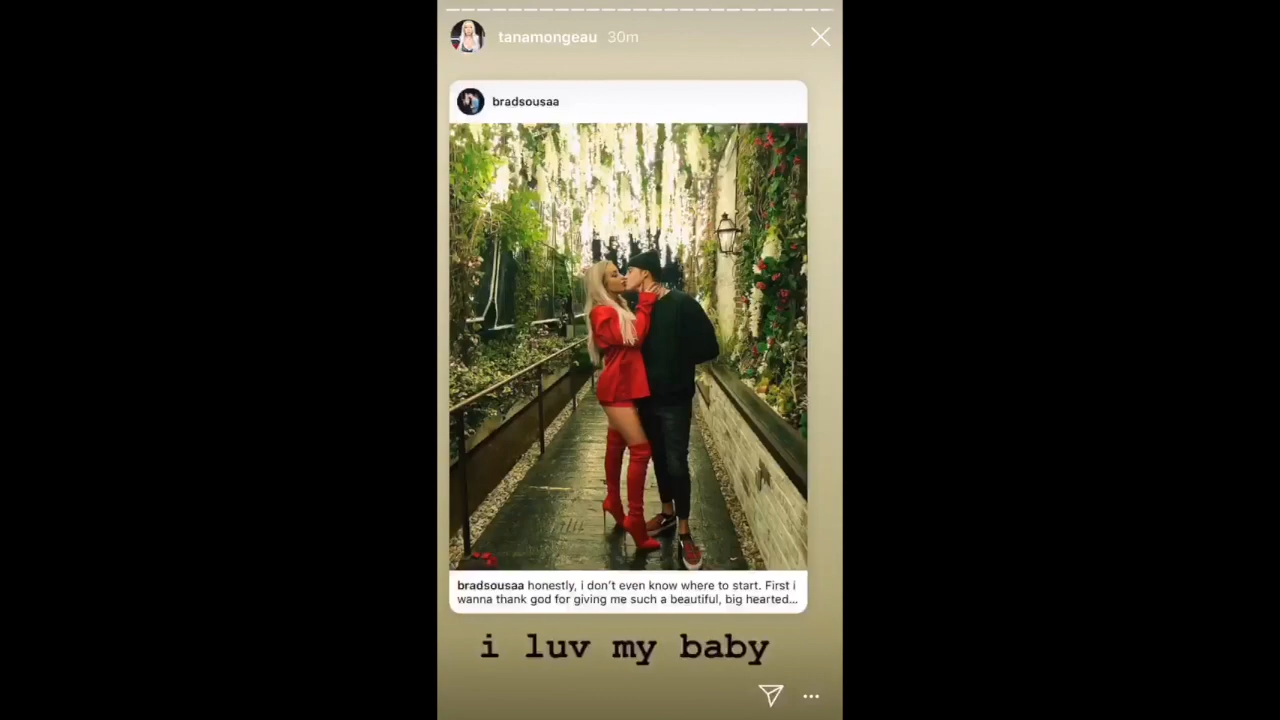 tanamongeau 30m
bradsousaa
bradsousaa honestly, i don't even know where to start. First i
wanna thank god for giving me such a beautiful, big hearted...
i luv my baby